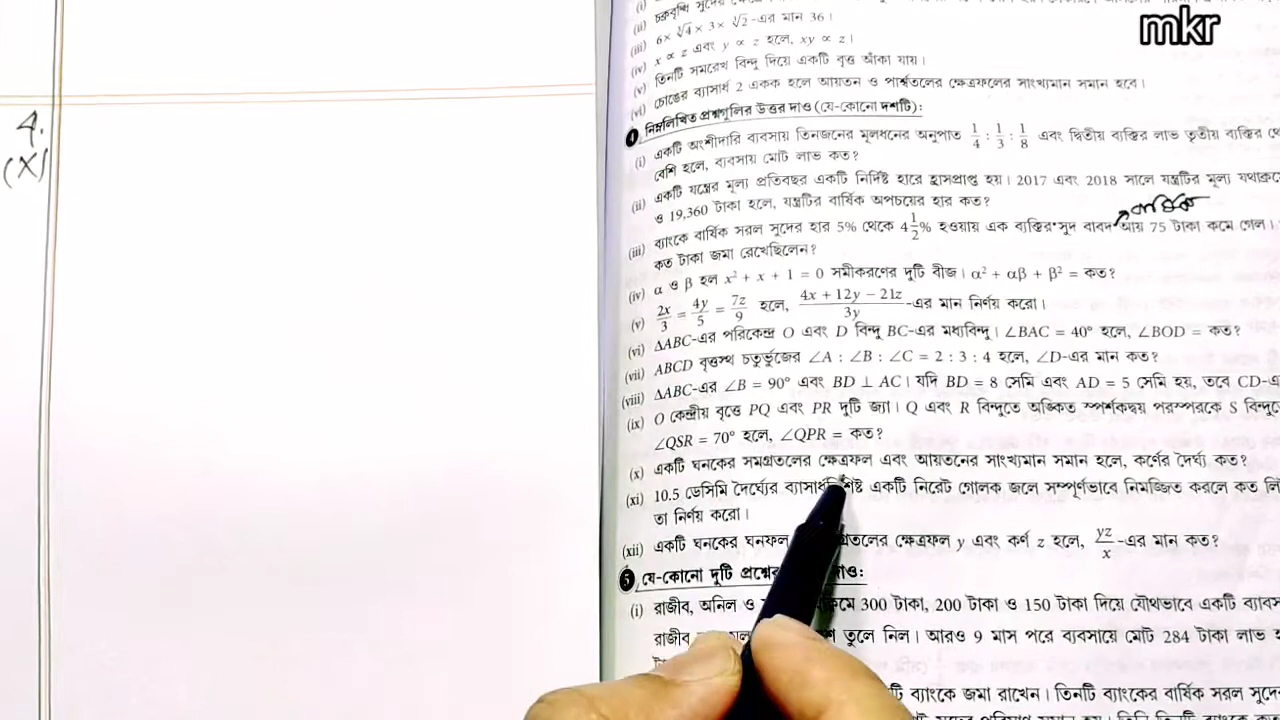 mkr
(ii) চক্রবৃদ্ধি সুদের
(iii) 6× ∛4 × 3× ∛2-এর মান 36।
(iv) x ∝ z এবং y ∝ z হলে, xy ∝ z।
(v) তিনটি সমরেখ বিন্দু দিয়ে একটি বৃত্ত আঁকা যায়।
(vi) চোঙের ব্যাসার্ধ 2 একক হলে আয়তন ও পার্শ্বতলের ক্ষেত্রফলের সাংখ্যমান সমান হবে।
4 নিম্নলিখিত প্রশ্নগুলির উত্তর দাও (যে-কোনো দশটি):
(i) একটি অংশীদারি ব্যবসায় তিনজনের মূলধনের অনুপাত 1/4 : 1/3 : 1/8 এবং দ্বিতীয় ব্যক্তির লাভ তৃতীয় ব্যক্তির
বেশি হলে, ব্যবসায় মোট লাভ কত?
(ii) একটি যন্ত্রের মূল্য প্রতিবছর একটি নির্দিষ্ট হারে হ্রাসপ্রাপ্ত হয়। 2017 এবং 2018 সালে যন্ত্রটির মূল্য
ও 19,360 টাকা হলে, যন্ত্রটির বার্ষিক অপচয়ের হার কত?
বার্ষিক
(iii) ব্যাংকে বার্ষিক সরল সুদের হার 5% থেকে 4 1/2% হওয়ায় এক ব্যক্তির সুদ বাবদ আয় 75 টাকা কমে গেল।
কত টাকা জমা রেখেছিলেন?
(iv) α ও β হল x² + x + 1 = 0 সমীকরণের দুটি বীজ। α² + αβ + β² = কত?
(v) 2x/3 = 4y/5 = 7z/9 হলে, (4x + 12y − 21z)/3y -এর মান নির্ণয় করো।
(vi) ΔABC-এর পরিকেন্দ্র O এবং D বিন্দু BC-এর মধ্যবিন্দু। ∠BAC = 40° হলে, ∠BOD = কত?
(vii) ABCD বৃত্তস্থ চতুর্ভুজের ∠A : ∠B : ∠C = 2 : 3 : 4 হলে, ∠D-এর মান কত?
(viii) ΔABC-এর ∠B = 90° এবং BD ⊥ AC। যদি BD = 8 সেমি এবং AD = 5 সেমি হয়, তবে CD-এ
(ix) O কেন্দ্রীয় বৃত্তে PQ এবং PR দুটি জ্যা। Q এবং R বিন্দুতে অঙ্কিত স্পর্শকদ্বয় পরস্পরকে S বিন্দুতে
∠QSR = 70° হলে, ∠QPR = কত?
(x) একটি ঘনকের সমগ্রতলের ক্ষেত্রফল এবং আয়তনের সাংখ্যমান সমান হলে, কর্ণের দৈর্ঘ্য কত?
(xi) 10.5 ডেসিমি দৈর্ঘ্যের ব্যাসার্ধবিশিষ্ট একটি নিরেট গোলক জলে সম্পূর্ণভাবে নিমজ্জিত করলে কত
তা নির্ণয় করো।
(xii) একটি ঘনকের ঘনফল ক্ষেত্রফল y এবং কর্ণ z হলে, yz/x -এর মান কত?
5 যে-কোনো দুটি প্রশ্নের দাও:
(i) রাজীব, অনিল ও 300 টাকা, 200 টাকা ও 150 টাকা দিয়ে যৌথভাবে একটি
রাজীব তুলে নিল। আরও 9 মাস পরে ব্যবসায়ে মোট 284 টাকা লাভ
ব্যাংকে জমা রাখেন। তিনটি ব্যাংকের বার্ষিক সরল সুদের
4.
(x)